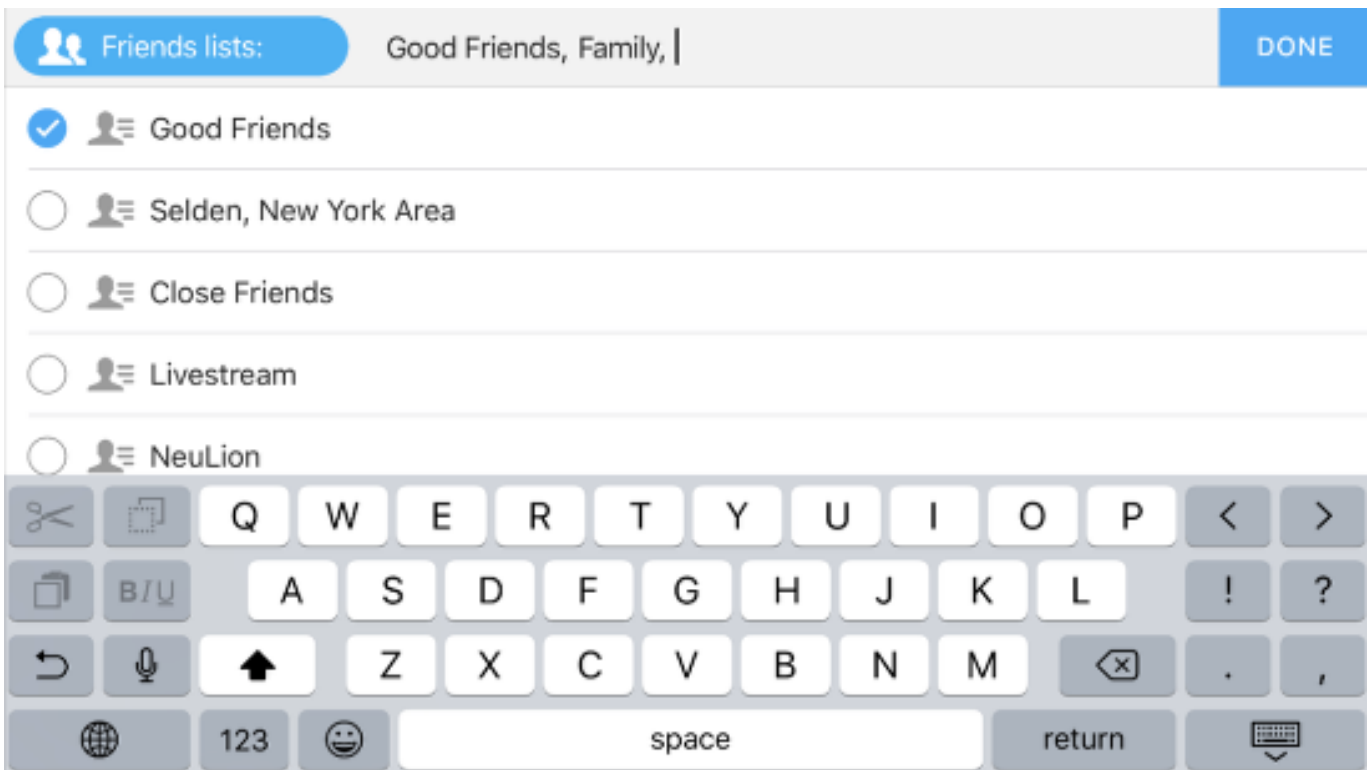 Friends lists: Good Friends, Family, DONE
Good Friends
Selden, New York Area
Close Friends
Livestream
NeuLion
Q W E R T Y U I O P < >
B I U A S D F G H J K L ! ?
Z X C V B N M . ,
123 space return